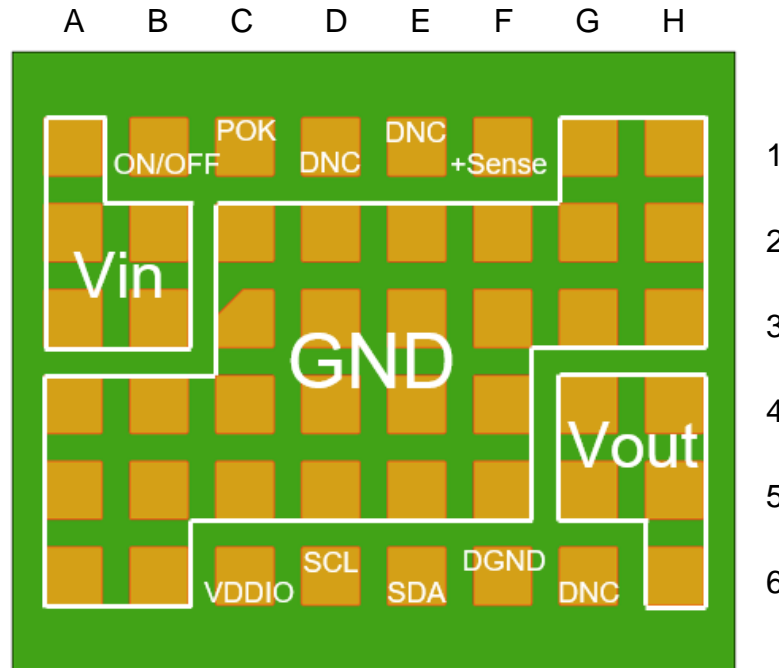 A B C D E F G H
POK DNC
ON/OFF DNC +Sense
1
2
Vin
3
GND
4
Vout
5
SCL DGND
VDDIO SDA DNC
6